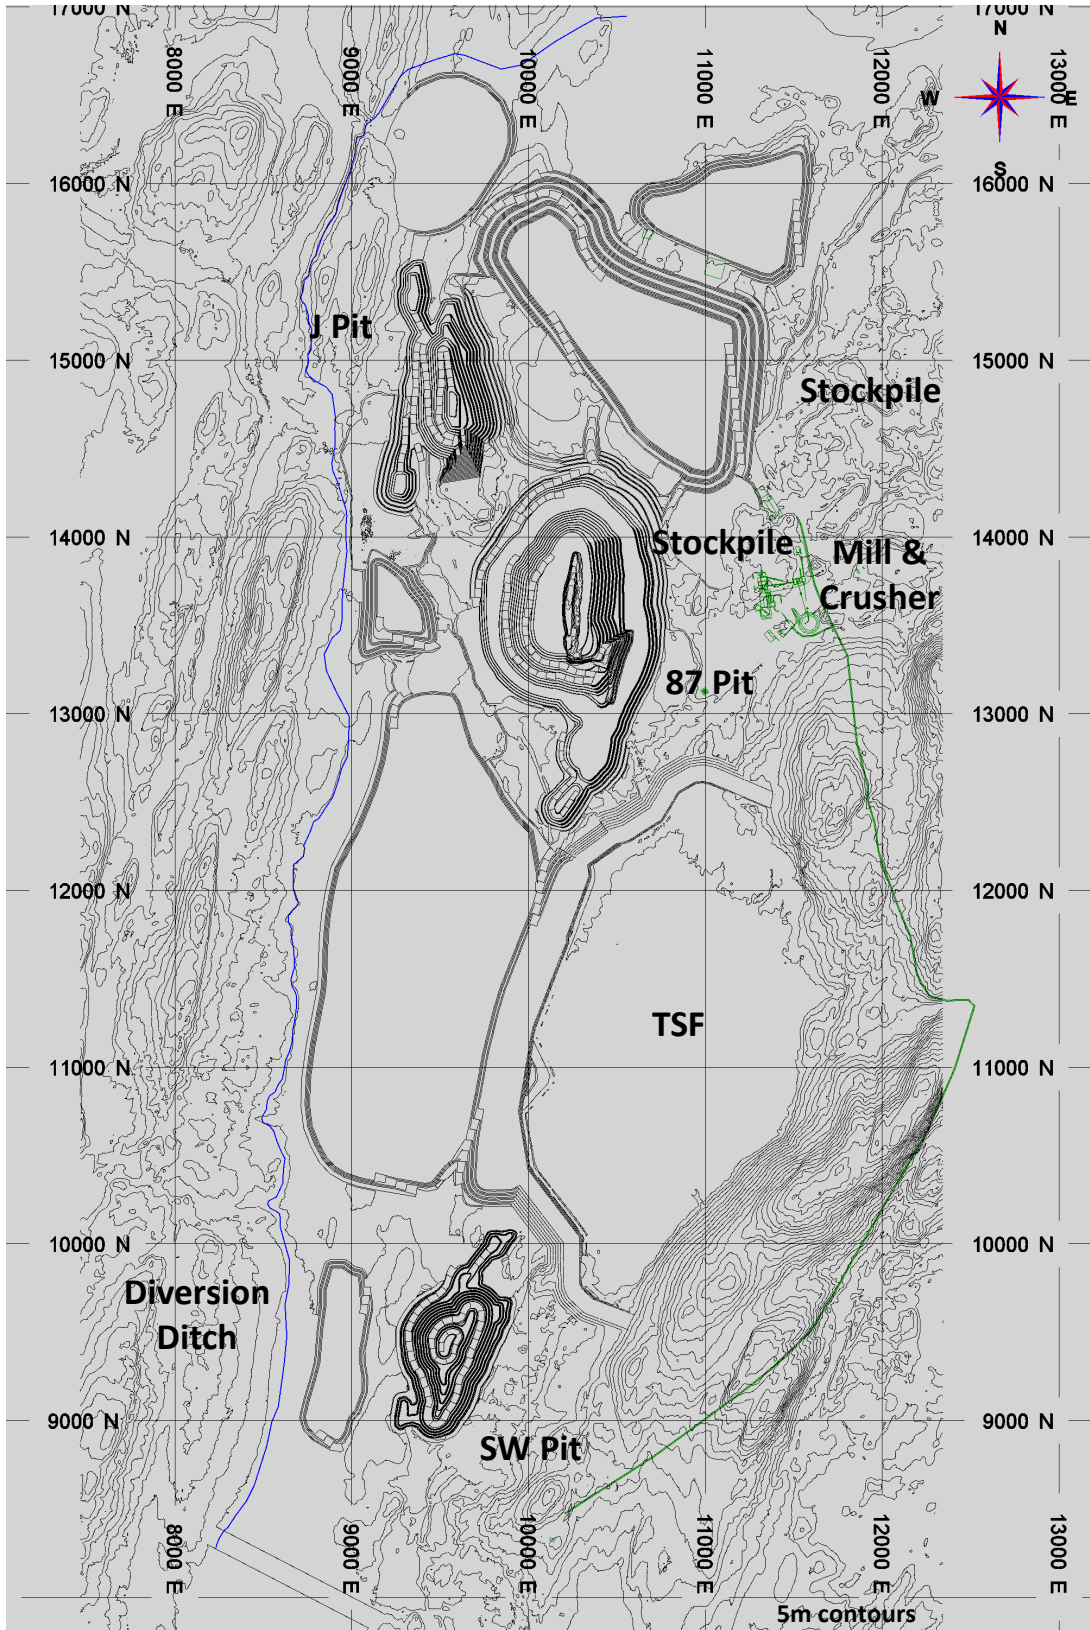 17000 N
17000 N
N
8000 E
9000 E
10000 E
11000 E
12000 E
13000 E
W
E
S
16000 N
16000 N
J Pit
15000 N
15000 N
Stockpile
14000 N
14000 N
Stockpile
Mill &
Crusher
87 Pit
13000 N
13000 N
12000 N
12000 N
TSF
11000 N
11000 N
10000 N
10000 N
Diversion
Ditch
9000 N
9000 N
SW Pit
8000 E
9000 E
10000 E
11000 E
12000 E
13000 E
5m contours